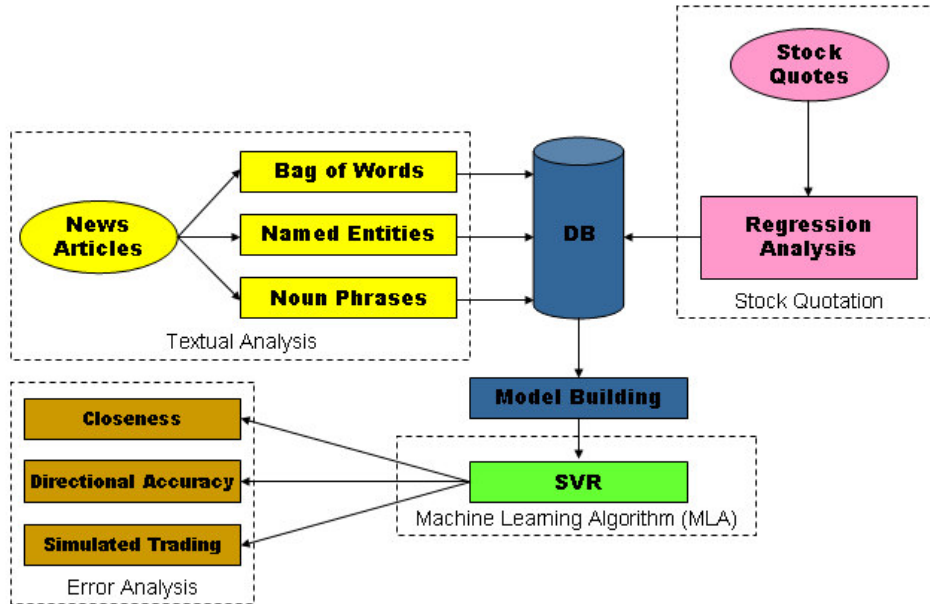 Stock
Quotes
Bag of Words
News
Articles
Named Entities
DB
Regression
Analysis
Noun Phrases
Stock Quotation
Textual Analysis
Model Building
Closeness
Directional Accuracy
SVR
Machine Learning Algorithm (MLA)
Simulated Trading
Error Analysis